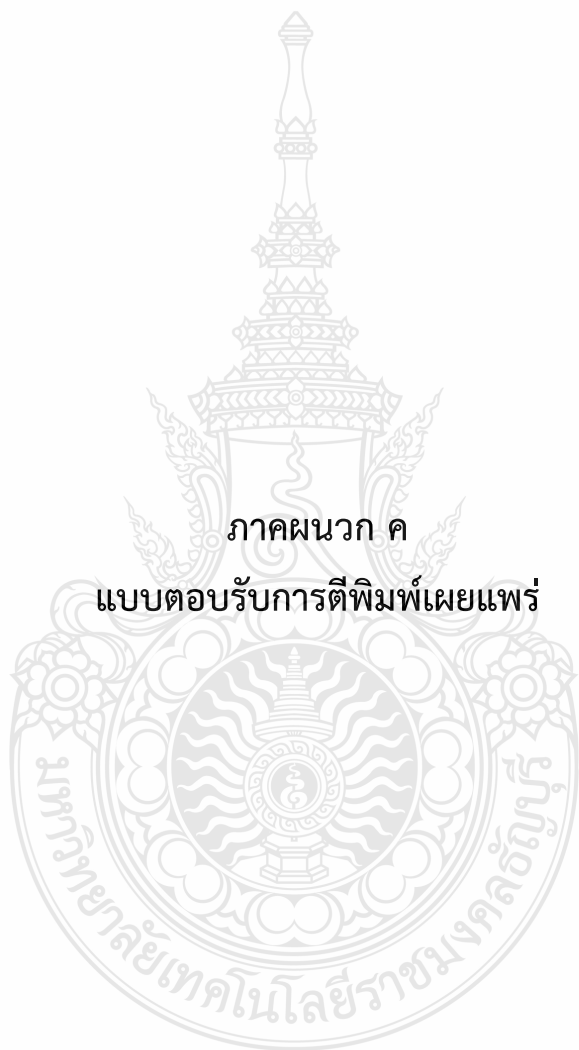 ภาคผนวก ค
แบบตอบรับการตีพิมพ์เผยแพร่
มหาวิทยาลัยเทคโนโลยีราชมงคลธัญบุรี